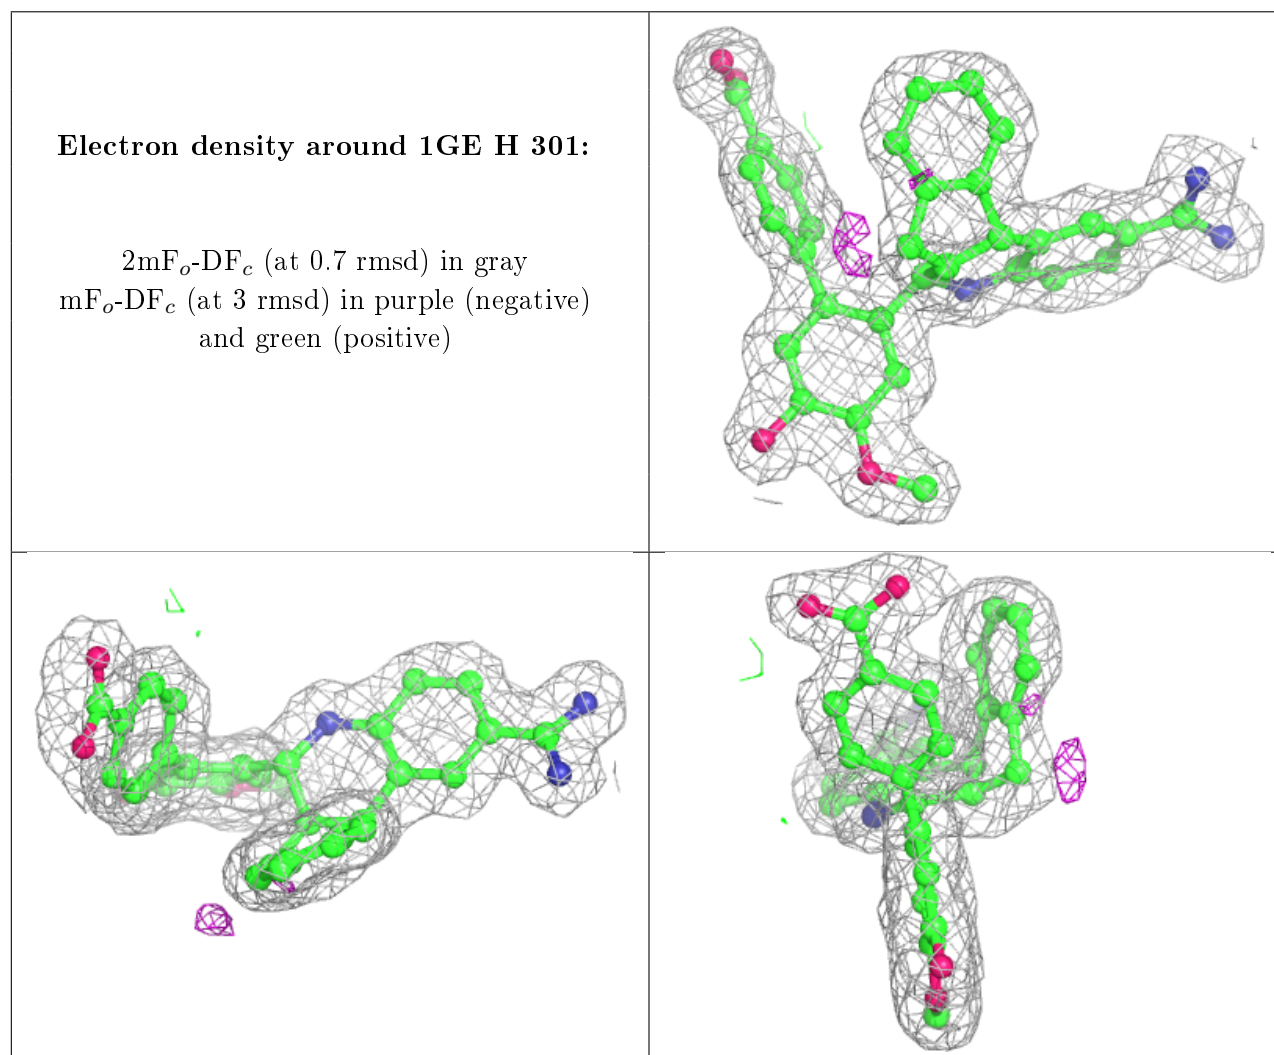 Electron density around 1GE H 301:
2mFₒ-DF𝒸 (at 0.7 rmsd) in gray
mFₒ-DF𝒸 (at 3 rmsd) in purple (negative)
and green (positive)